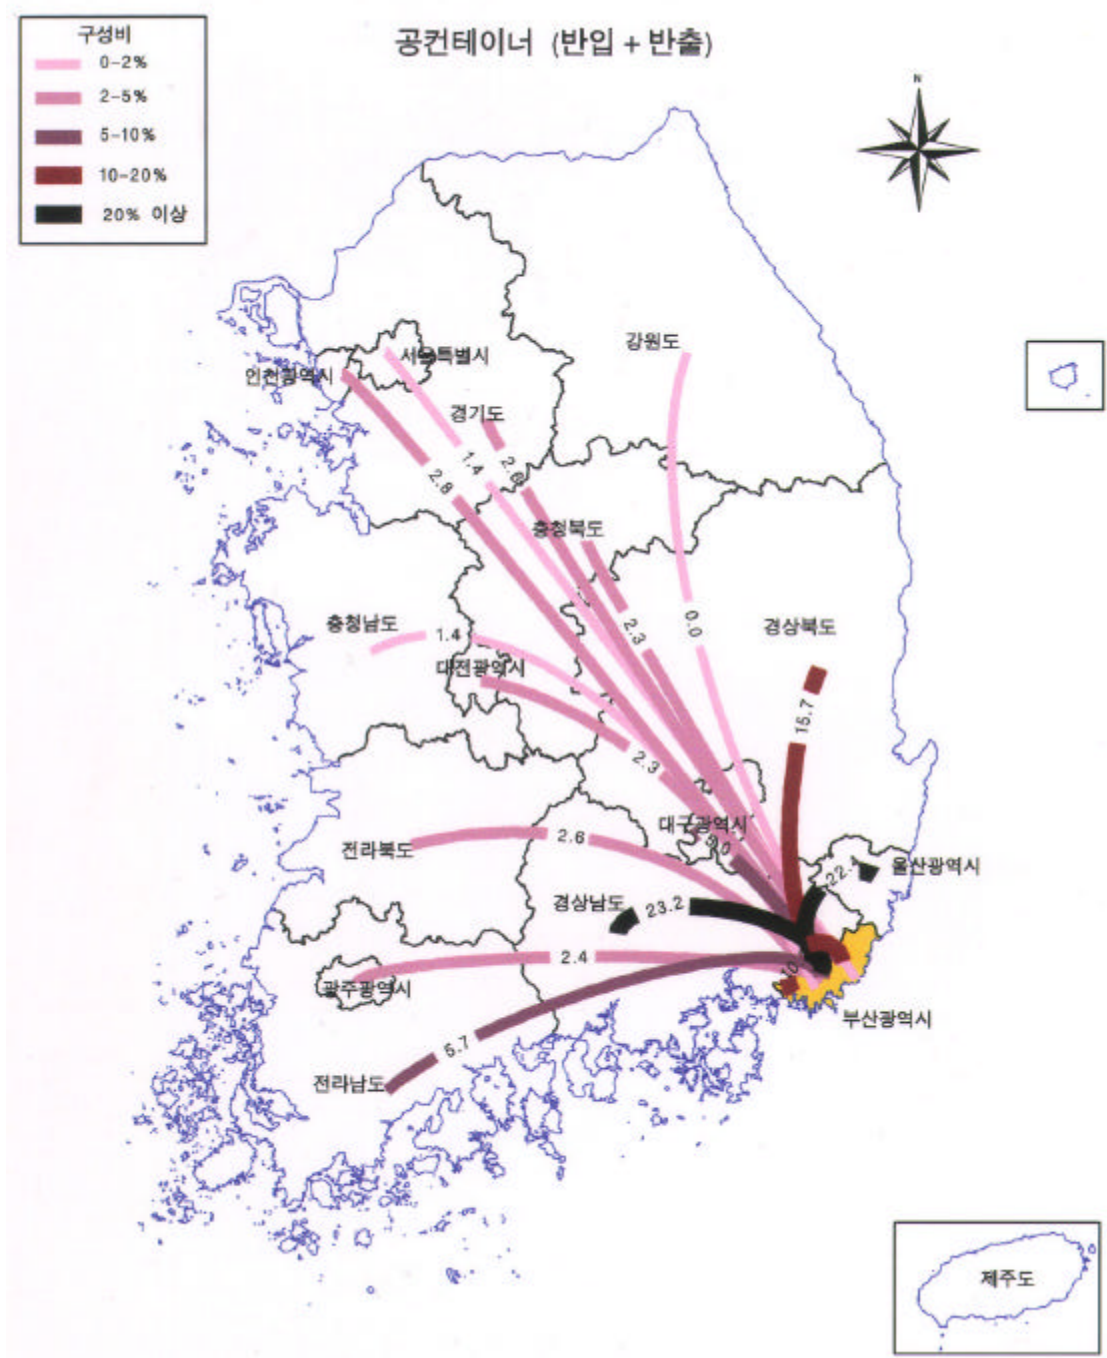 공컨테이너 (반입 + 반출)
구성비
0-2%
2-5%
5-10%
10-20%
20% 이상
N
강원도
서울특별시
인천광역시
경기도
1.4
2.6
2.8
충청북도
충청남도
1.4
2.3
0.0
경상북도
대전광역시
15.7
2.3
대구광역시
전라북도
2.6
22.4
울산광역시
경상남도
23.2
2.4
광주광역시
부산광역시
5.7
전라남도
제주도